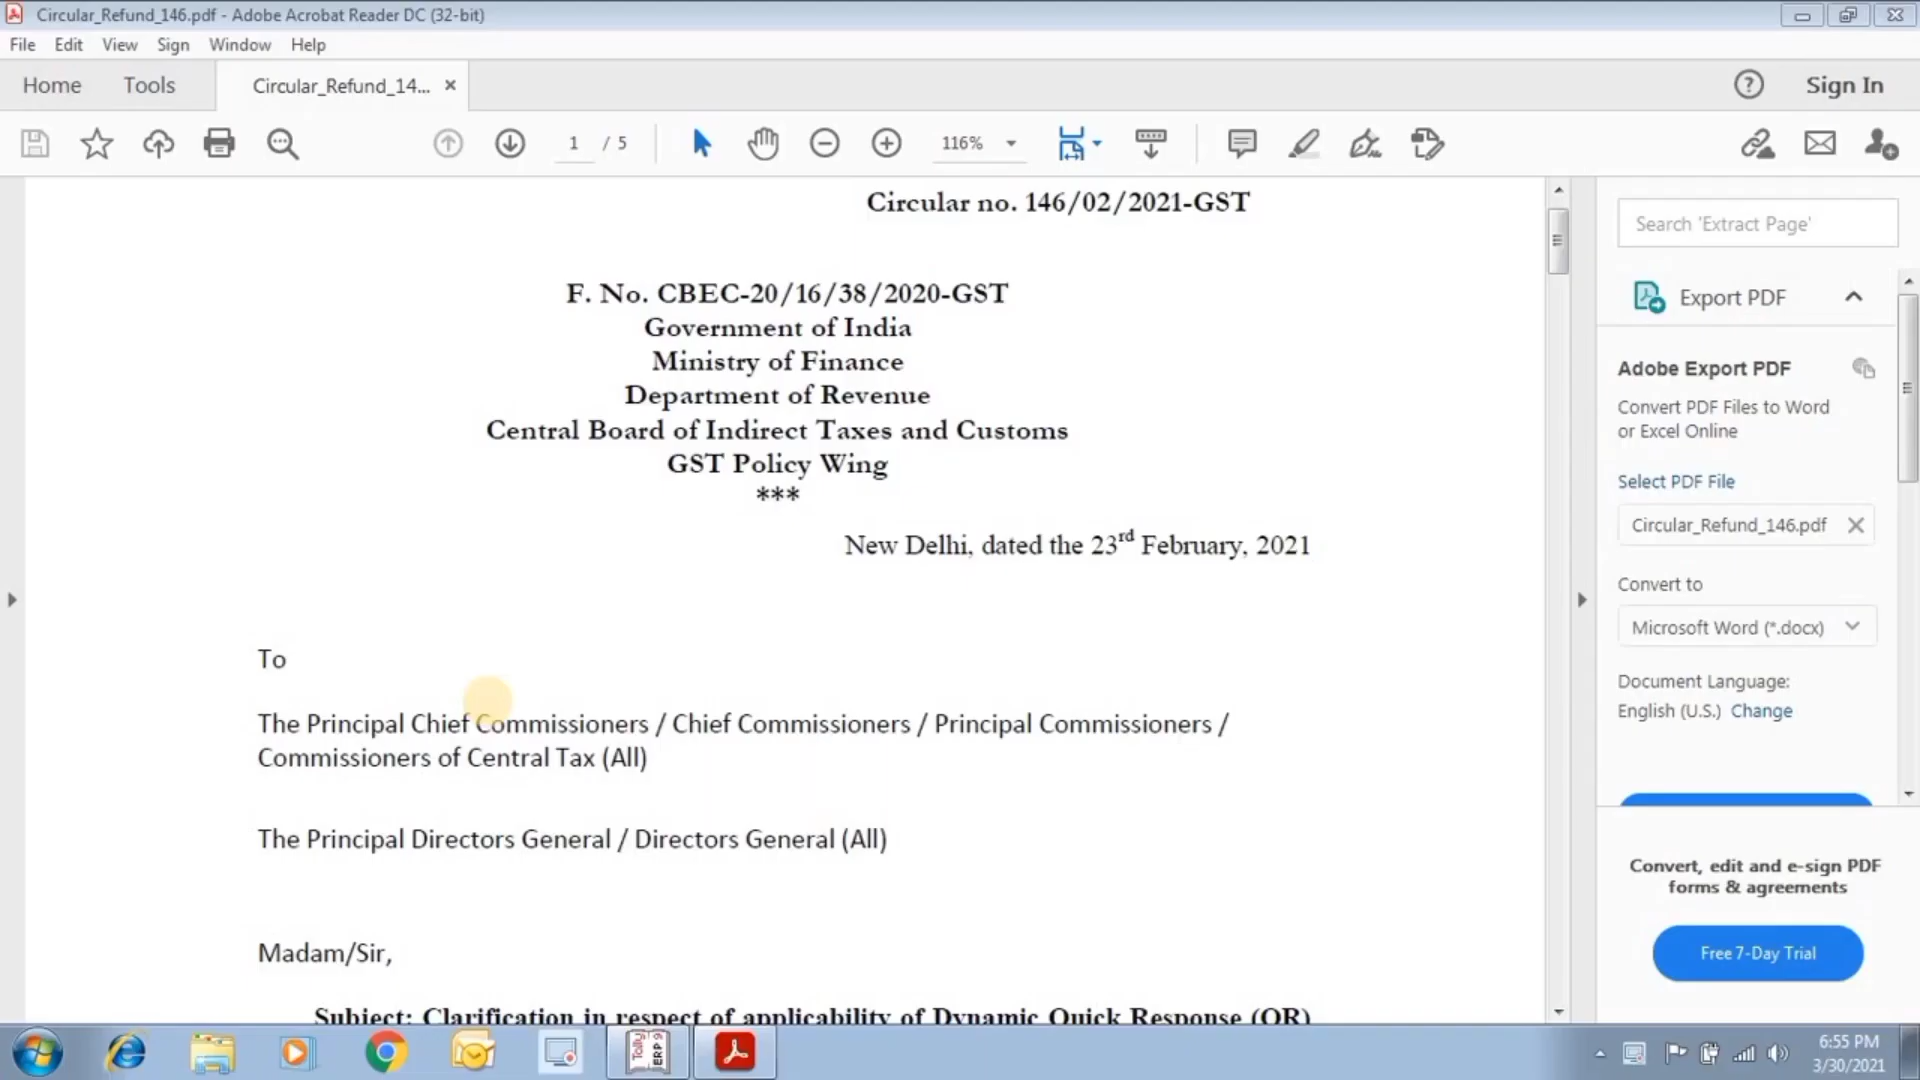 Circular_Refund_146.pdf - Adobe Acrobat Reader DC (32-bit)
File Edit View Sign Window Help
Home Tools Circular_Refund_14... × Sign In
1 / 5 116%
Circular no. 146/02/2021-GST
F. No. CBEC-20/16/38/2020-GST
Government of India
Ministry of Finance
Department of Revenue
Central Board of Indirect Taxes and Customs
GST Policy Wing
***
New Delhi, dated the 23rd February, 2021
To
The Principal Chief Commissioners / Chief Commissioners / Principal Commissioners /
Commissioners of Central Tax (All)
The Principal Directors General / Directors General (All)
Madam/Sir,
Subject: Clarification in respect of applicability of Dynamic Quick Response (QR)
Search 'Extract Page'
Export PDF
Adobe Export PDF
Convert PDF Files to Word
or Excel Online
Select PDF File
Circular_Refund_146.pdf
Convert to
Microsoft Word (*.docx)
Document Language:
English (U.S.) Change
Convert, edit and e-sign PDF
forms & agreements
Free 7-Day Trial
Tally
ERP 9
6:55 PM
3/30/2021